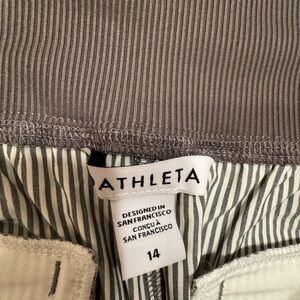 ATHLETA
DESIGNED IN
SAN FRANCISCO
CONÇU À
SAN FRANCISCO
14